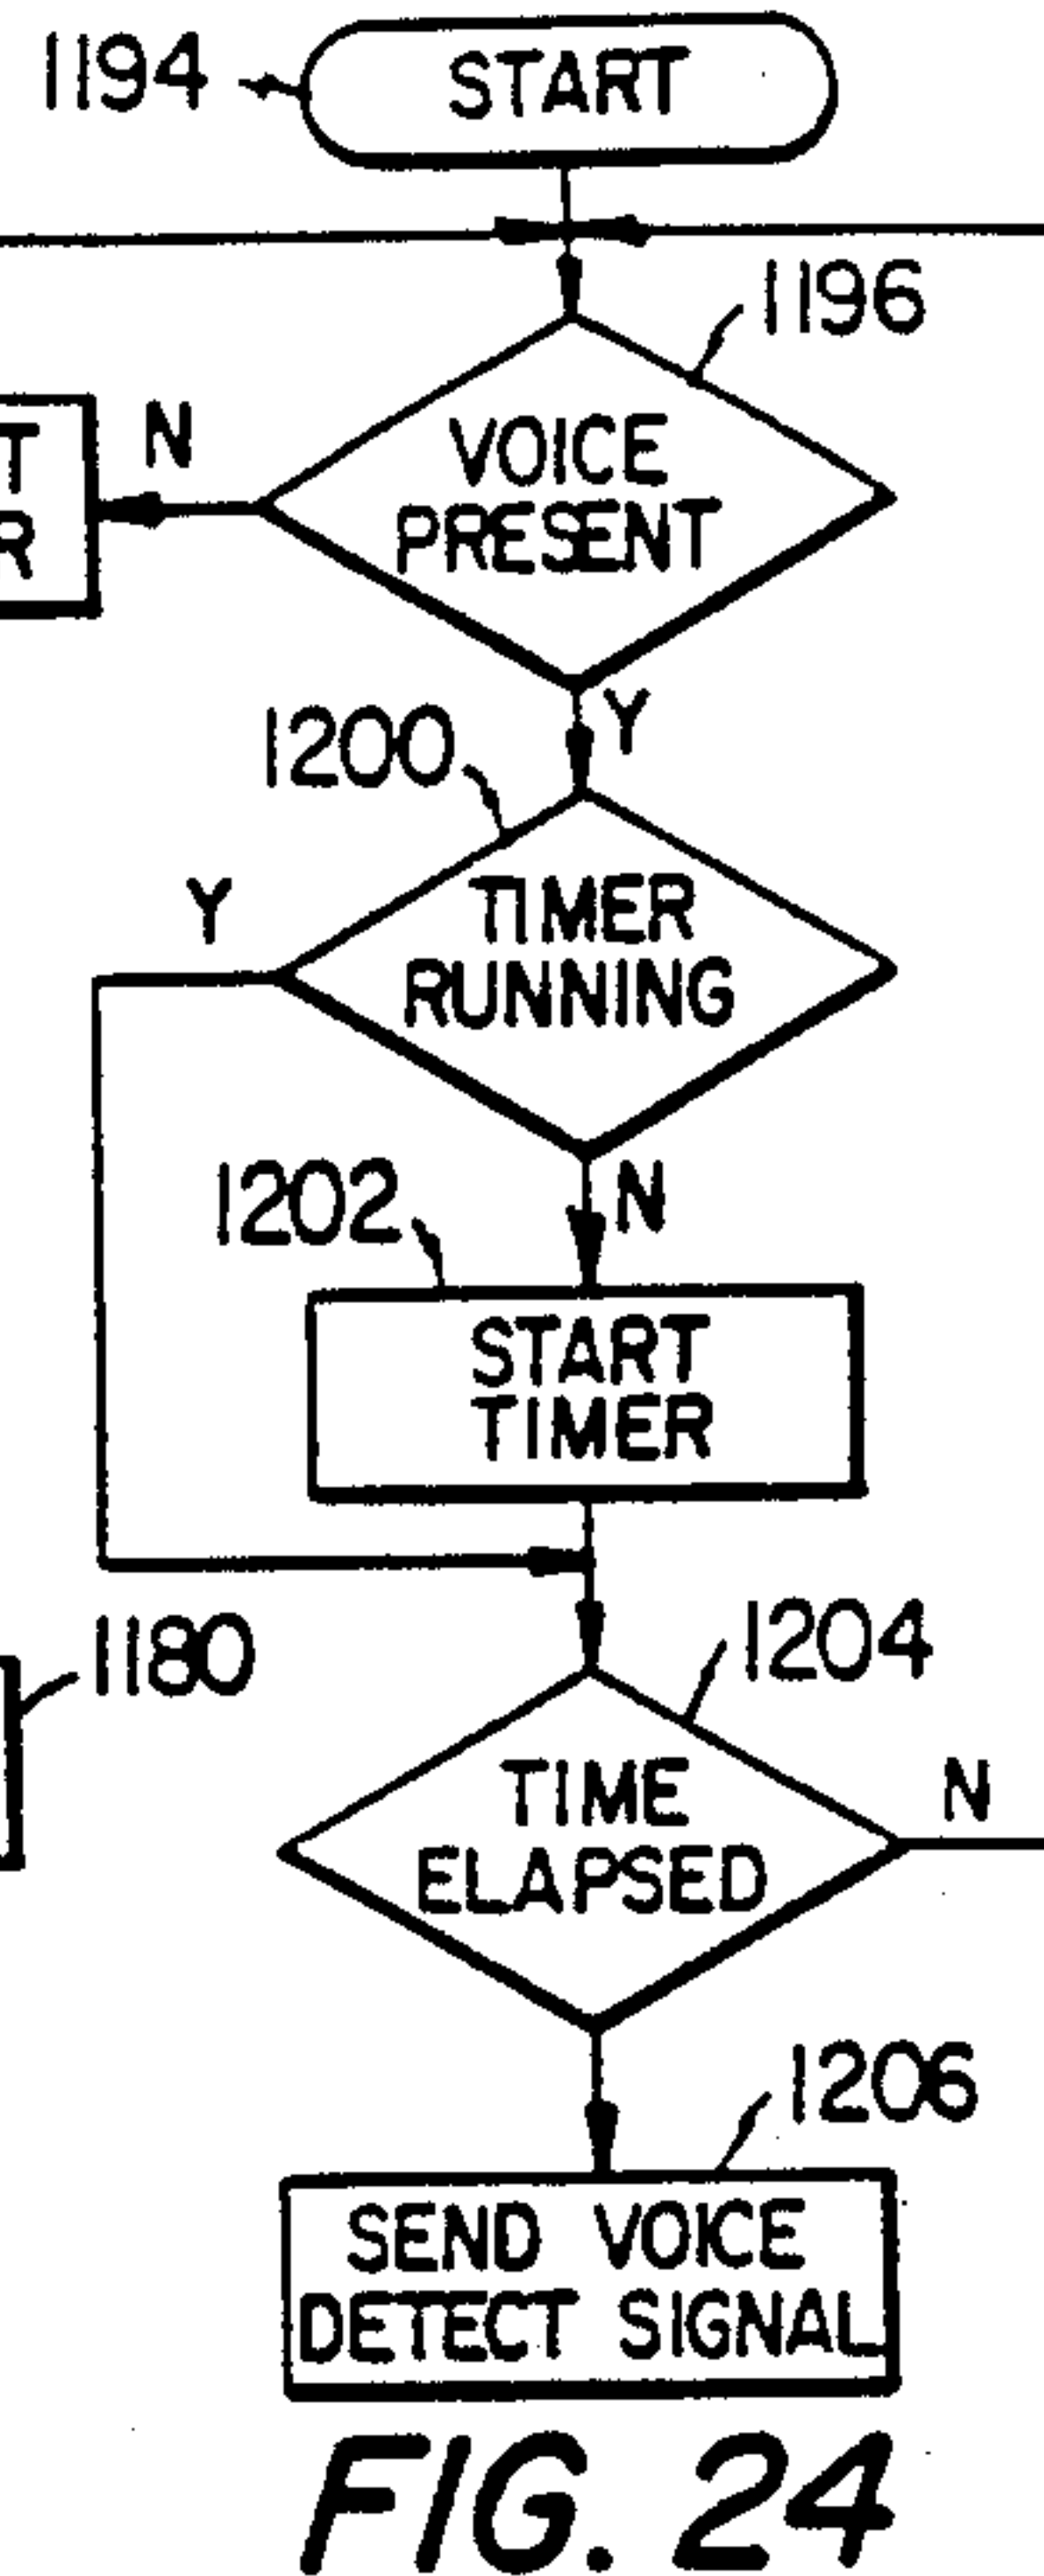 1194
START
1196
N
VOICE
PRESENT
Y
1200
Y
TIMER
RUNNING
N
1202
START
TIMER
1180
1204
TIME
ELAPSED
N
1206
SEND VOICE
DETECT SIGNAL
FIG. 24